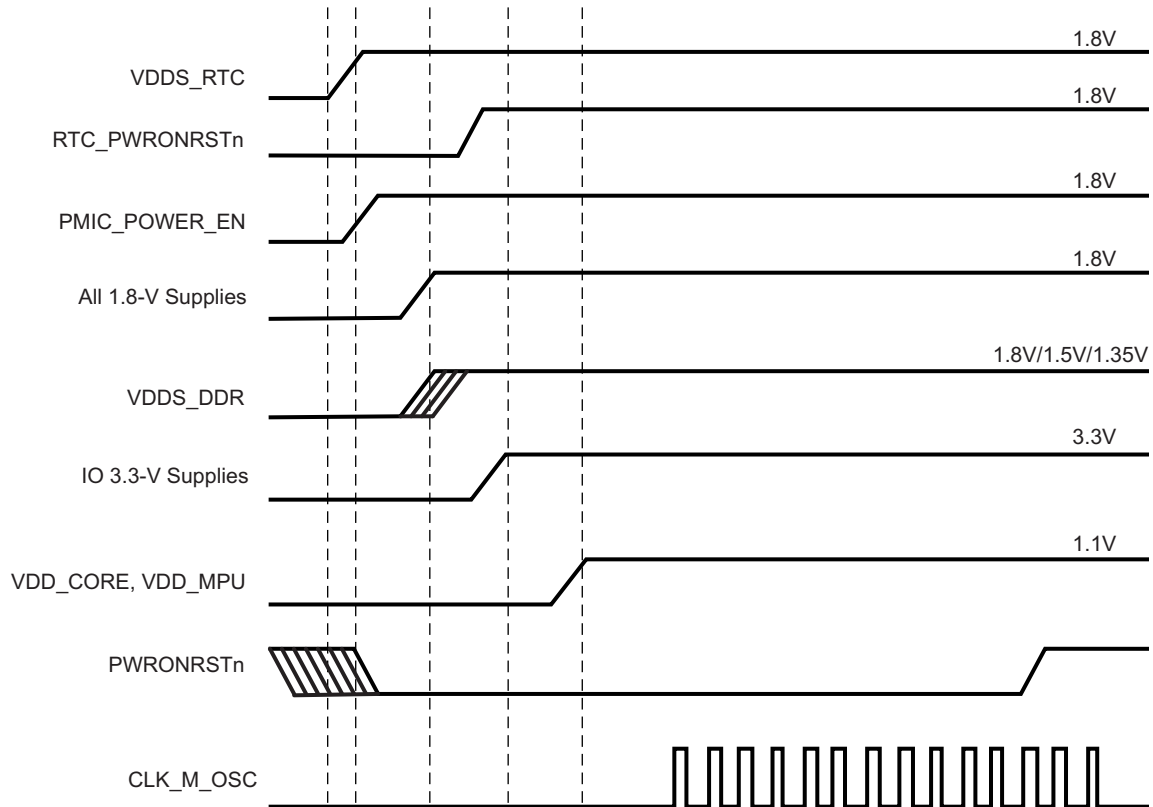 1.8V
VDDS_RTC
1.8V
RTC_PWRONRSTn
1.8V
PMIC_POWER_EN
1.8V
All 1.8-V Supplies
1.8V/1.5V/1.35V
VDDS_DDR
3.3V
IO 3.3-V Supplies
1.1V
VDD_CORE, VDD_MPU
PWRONRSTn
CLK_M_OSC